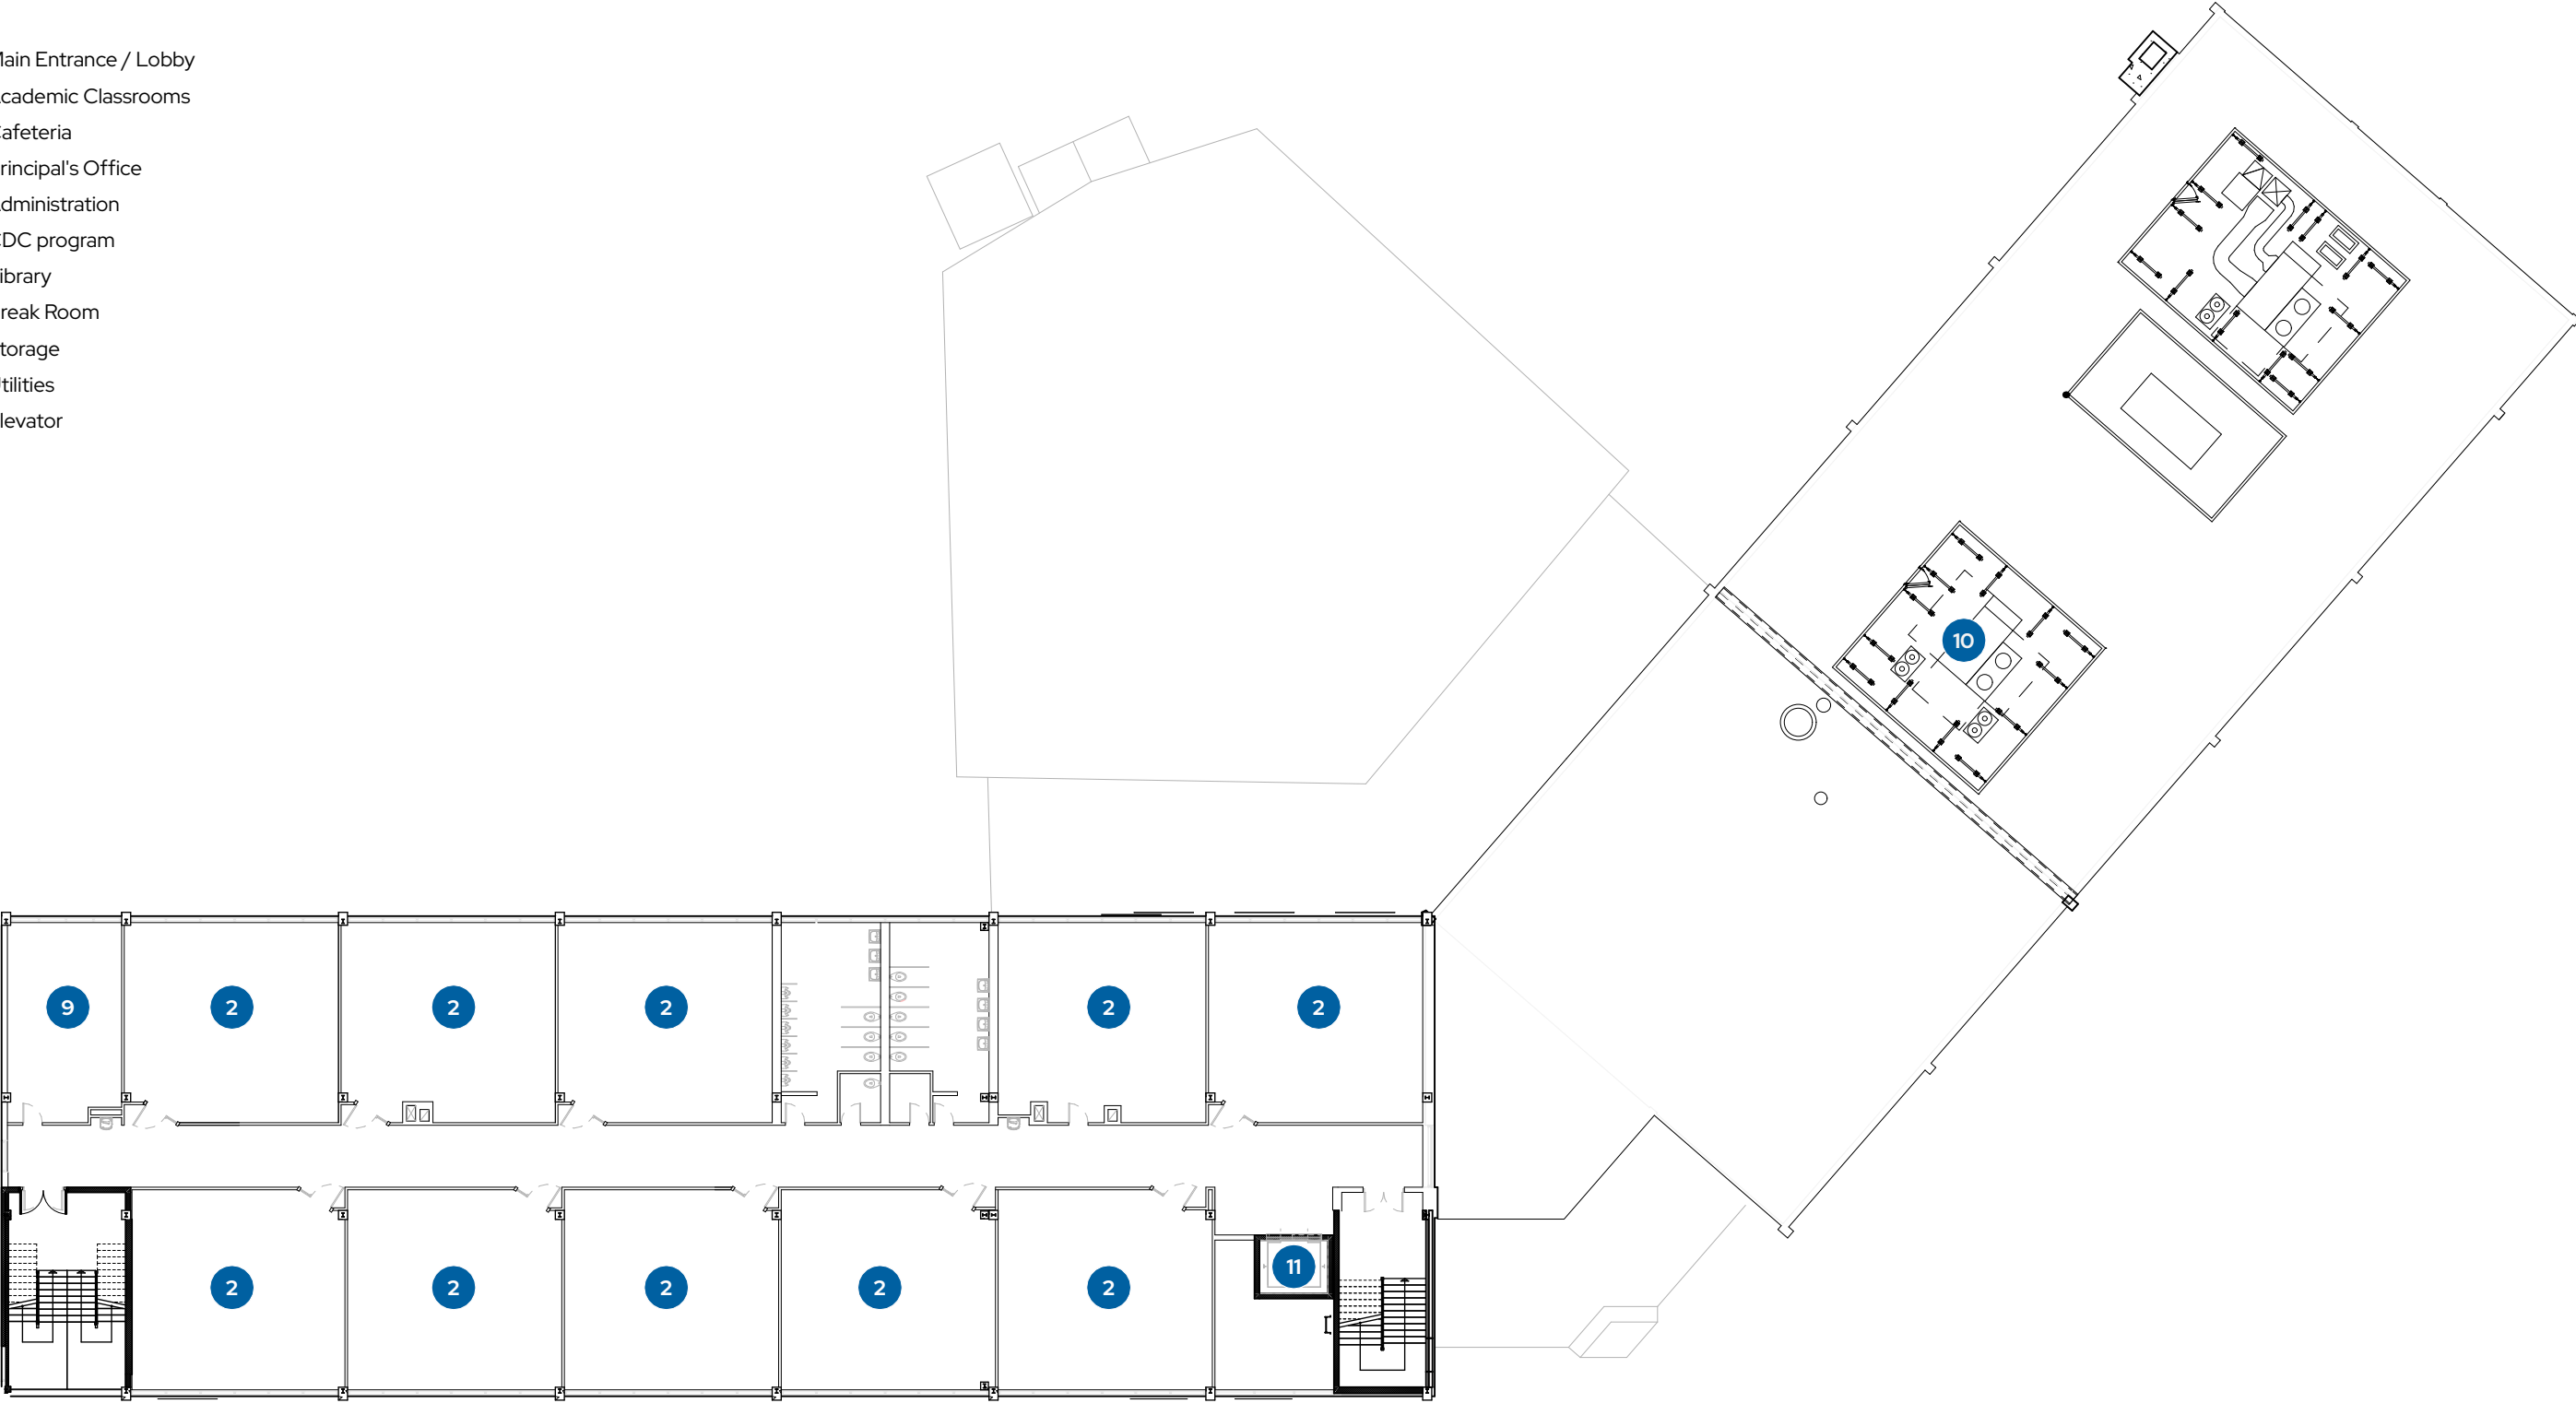 ain Entrance / Lobby
cademic Classrooms
afeteria
rincipal's Office
dministration
DC program
ibrary
reak Room
torage
tilities
levator
10
9 2 2 2 2 2
2 2 2 2 2 11